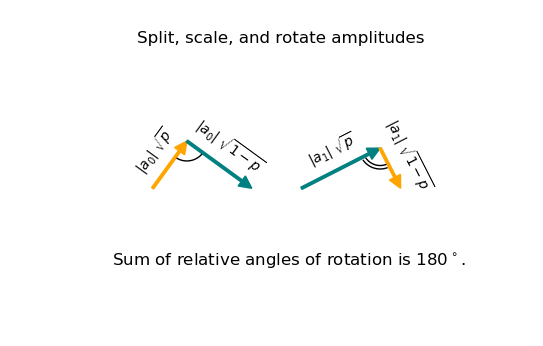 Split, scale, and rotate amplitudes
|a₀|√p
|a₀|√1−p
|a₁|√p
|a₁|√1−p
Sum of relative angles of rotation is 180°.